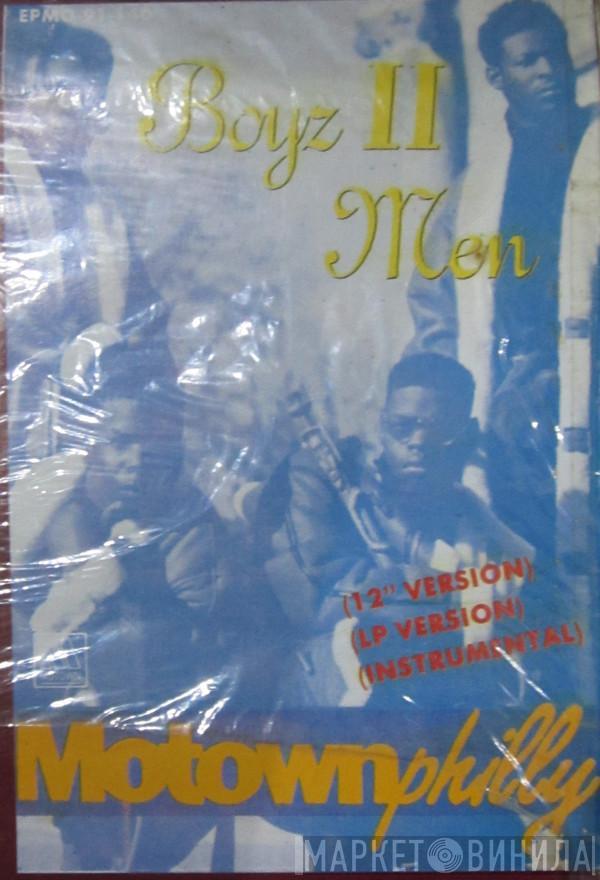 Boyz II
Men
(12" VERSION)
(LP VERSION)
(INSTRUMENTAL)
Motownphilly
МАРКЕТ ВИНИЛА